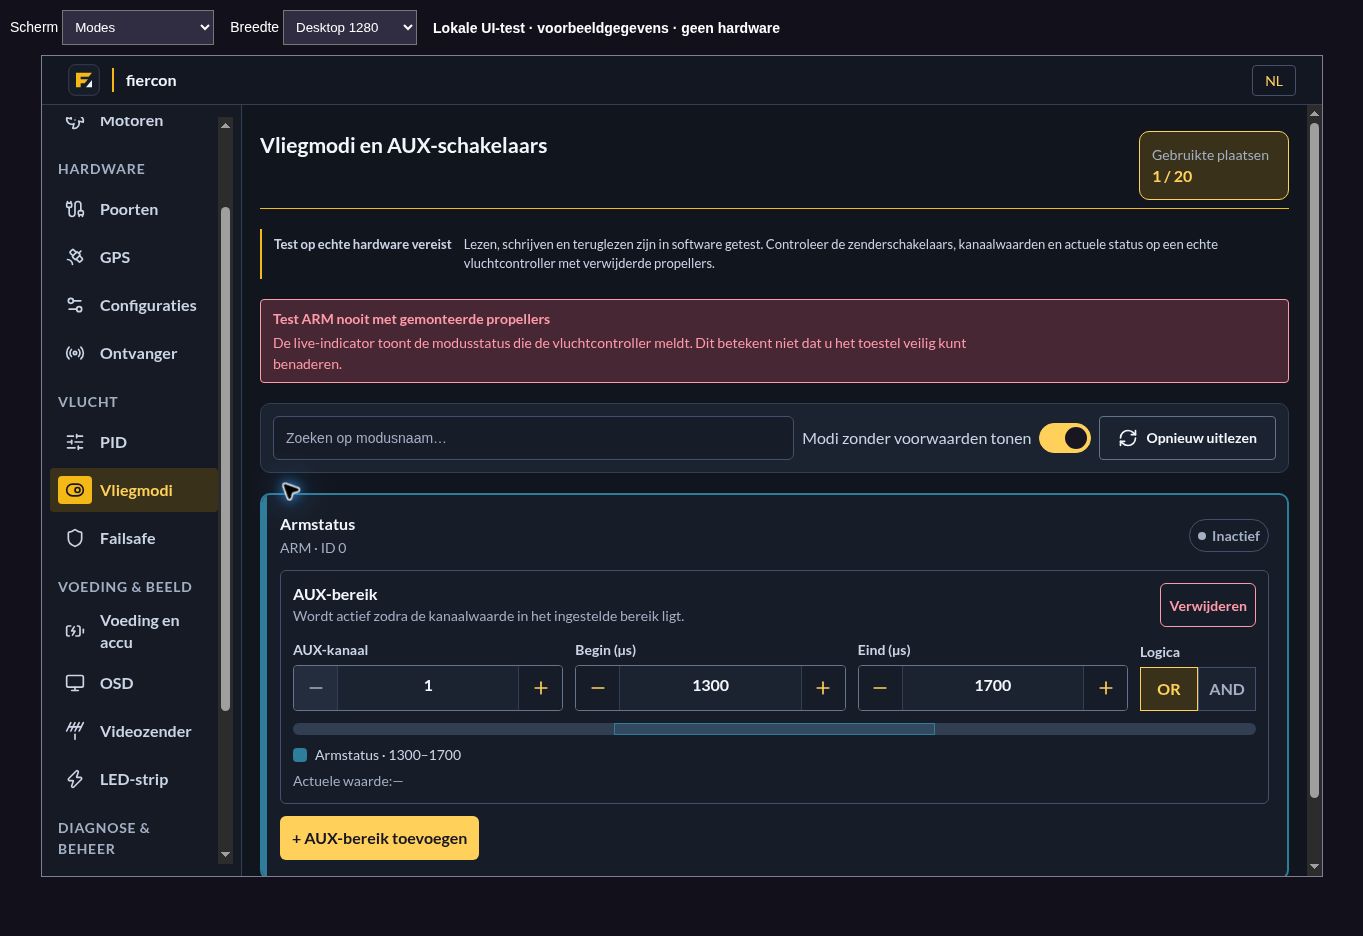 Scherm Modes Breedte Desktop 1280 Lokale UI-test · voorbeeldgegevens · geen hardware
fiercon
NL
Motoren
HARDWARE
Poorten
GPS
Configuraties
Ontvanger
VLUCHT
PID
Vliegmodi
Failsafe
VOEDING & BEELD
Voeding en
accu
OSD
Videozender
LED-strip
DIAGNOSE &
BEHEER
Vliegmodi en AUX-schakelaars
Gebruikte plaatsen
1 / 20
Test op echte hardware vereist Lezen, schrijven en teruglezen zijn in software getest. Controleer de zenderschakelaars, kanaalwaarden en actuele status op een echte
vluchtcontroller met verwijderde propellers.
Test ARM nooit met gemonteerde propellers
De live-indicator toont de modusstatus die de vluchtcontroller meldt. Dit betekent niet dat u het toestel veilig kunt
benaderen.
Zoeken op modusnaam… Modi zonder voorwaarden tonen Opnieuw uitlezen
Armstatus
ARM · ID 0
Inactief
AUX-bereik
Wordt actief zodra de kanaalwaarde in het ingestelde bereik ligt.
Verwijderen
AUX-kanaal Begin (µs) Eind (µs) Logica
− 1 + − 1300 + − 1700 + OR AND
Armstatus · 1300–1700
Actuele waarde:—
+ AUX-bereik toevoegen